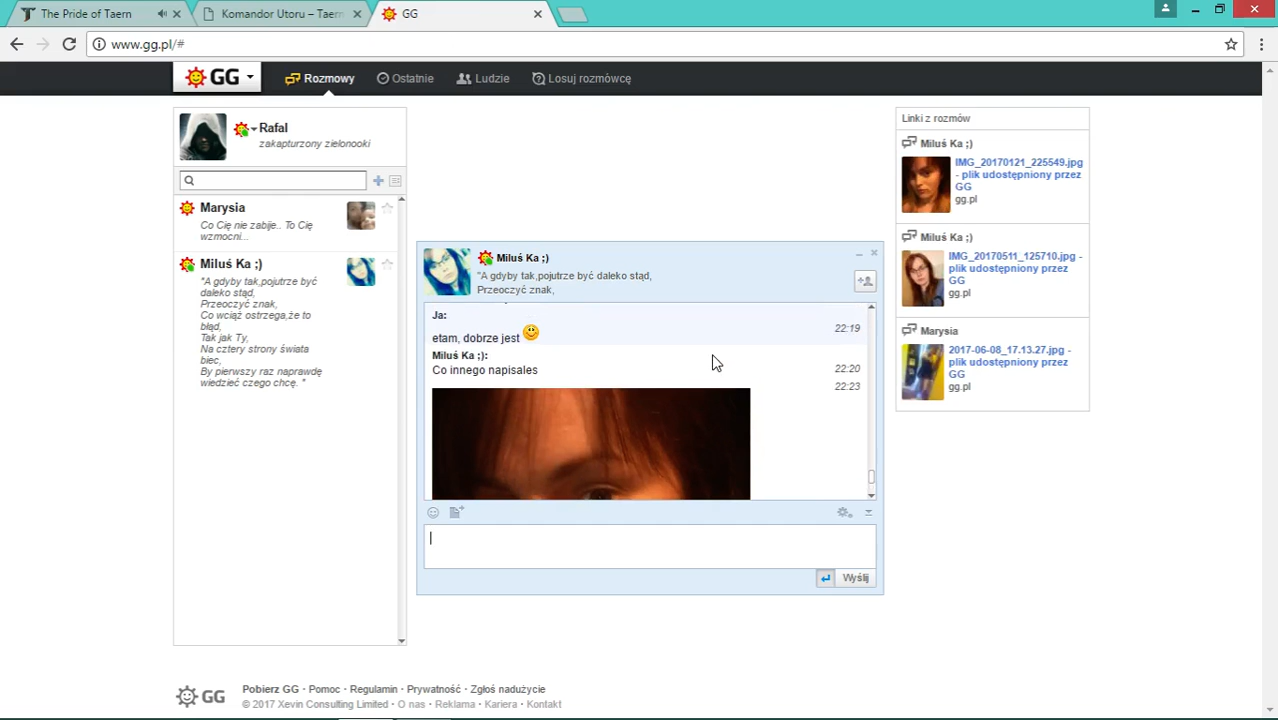 The Pride of Taern
Komandor Utoru – Taern
GG
www.gg.pl/#
GG
Rozmowy
Ostatnie
Ludzie
Losuj rozmówcę
Rafał
zakapturzony zielonooki
Marysia
Co Cię nie zabije.. To Cię
wzmocni...
Miluś Ka ;)
"A gdyby tak,pojutrze być
daleko stąd,
Przeoczyć znak,
Co wciąż ostrzega,że to
błąd,
Tak jak Ty,
Na cztery strony świata
biec,
By pierwszy raz naprawdę
wiedzieć czego chcę. "
Miluś Ka ;)
"A gdyby tak,pojutrze być daleko stąd,
Przeoczyć znak,
Ja:
etam, dobrze jest
22:19
Miluś Ka ;):
Co innego napisales
22:20
22:23
Wyślij
Linki z rozmów
Miluś Ka ;)
IMG_20170121_225549.jpg
- plik udostępniony przez
GG
gg.pl
Miluś Ka ;)
IMG_20170511_125710.jpg -
plik udostępniony przez
GG
gg.pl
Marysia
2017-06-08_17.13.27.jpg -
plik udostępniony przez
GG
gg.pl
GG
Pobierz GG · Pomoc · Regulamin · Prywatność · Zgłoś nadużycie
© 2017 Xevin Consulting Limited · O nas · Reklama · Kariera · Kontakt